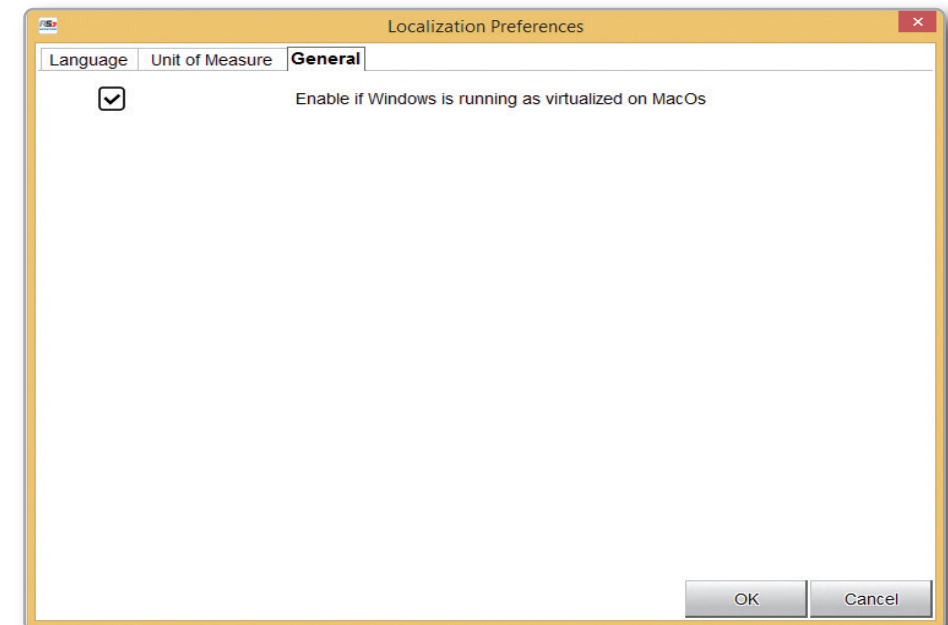 Localization Preferences
Language Unit of Measure General
Enable if Windows is running as virtualized on MacOs
OK Cancel